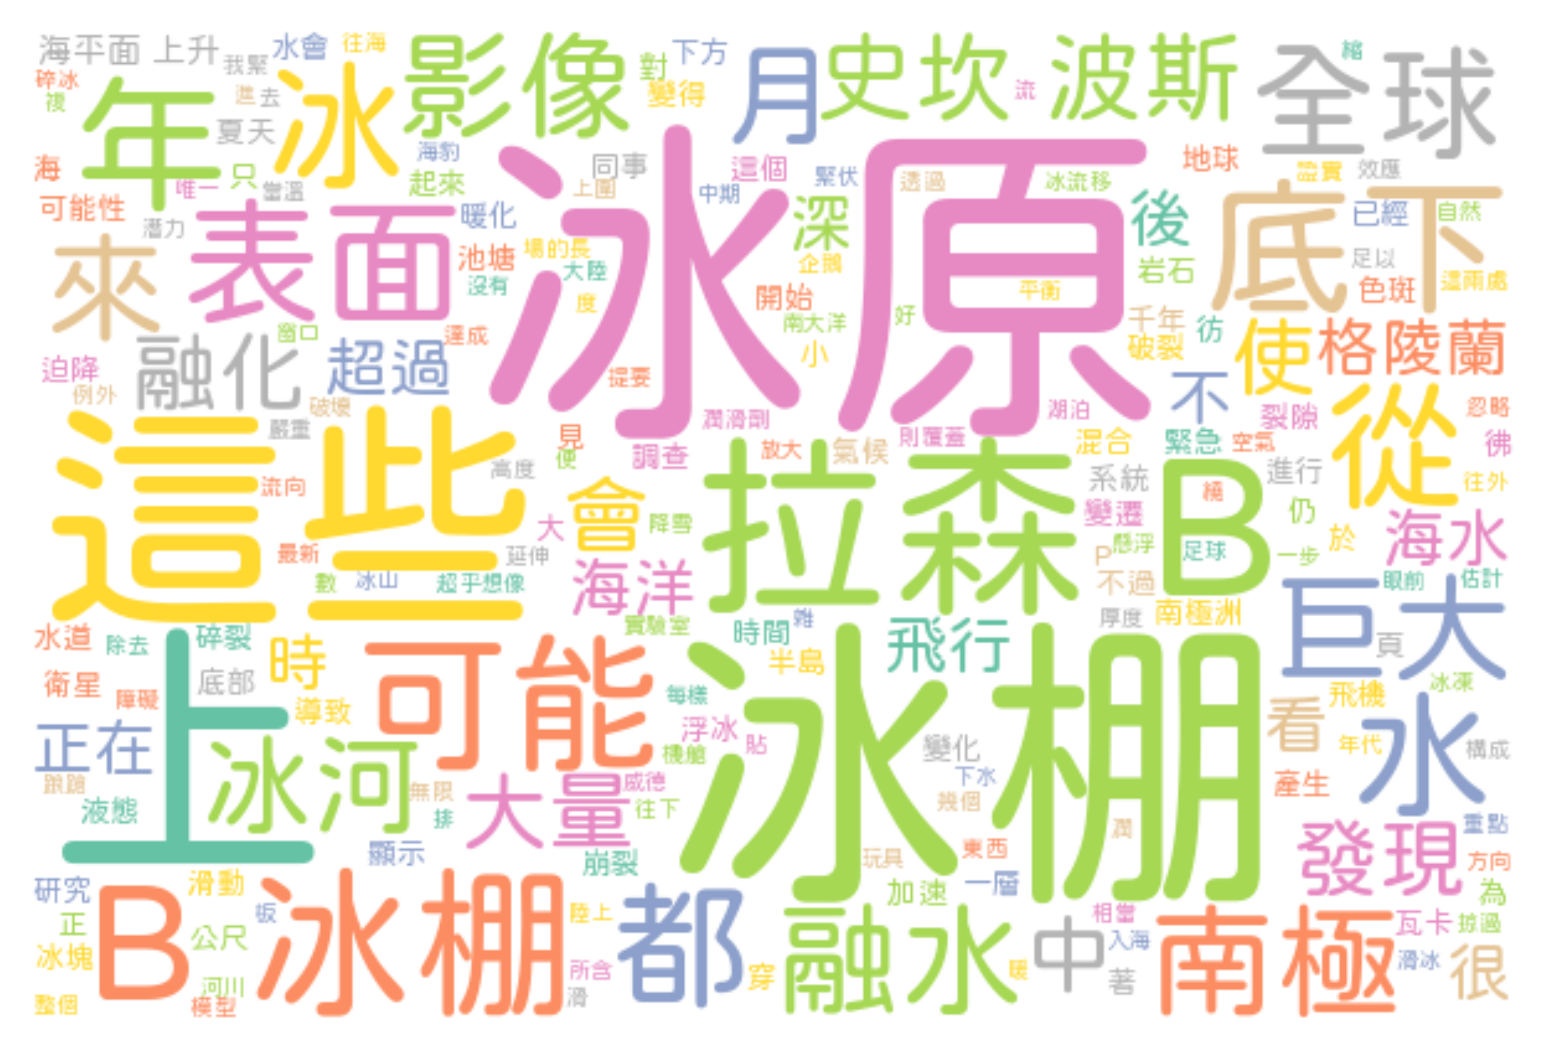 海平面 上升
我緊
水會
往海
影像
對
下方
月
史坎 波斯
流
全球
縮
碎冰
複
年
進
去
冰
變得
夏天
海豹
同事
這個
緊伏
透過
冰流移
地球
證實
效應
海
唯一
只
當溫
起來
上圍
中期
可能性
潛力
表面
暖化
冰原
深
後
底下
已經
自然
來
池塘
場的長
大陸
沒有
度
企鵝
岩石
足以
色斑
這兩處
窗口
達成
開始
平衡
南大洋
好
千年
彷
融化
超過
小
破裂
使
格陵蘭
迫降
例外
提要
不
破壞
嚴重
潤滑劑
湖泊
裂隙
從
忽略
這些
見
便
調查
放大
氣候
則覆蓋
混合
緊急
空氣
佛
流向
高度
拉森 B
系統
進行
往外
會
繞
變遷
仍
大
降雪
海水
最新
延伸
P
懸浮
足球
一步
於
數
冰山
超乎想像
海洋
不過
眼前
估計
水道
除去
碎裂
時
可能
實驗室
時間
雜
厚度
南極洲
巨大
飛行
頁
衛星
障礙
底部
導致
半島
每樣
冰棚
飛機
冰凍
上
正在
冰河
浮冰
貼
機艙
變化
看
年代
水
構成
踉蹌
液態
無限
排
大量
威德
往下
下水
幾個
產生
顯示
崩裂
潤
發現
重點
玩具
東西
方向
研究
滑動
加速
一層
為
正
B 冰棚
板
公尺
陸上
都
融水
中
相當
入海
南極
瓦卡
掠過
冰塊
河川
所含
滑
穿
暖
著
滑冰
很
整個
模型